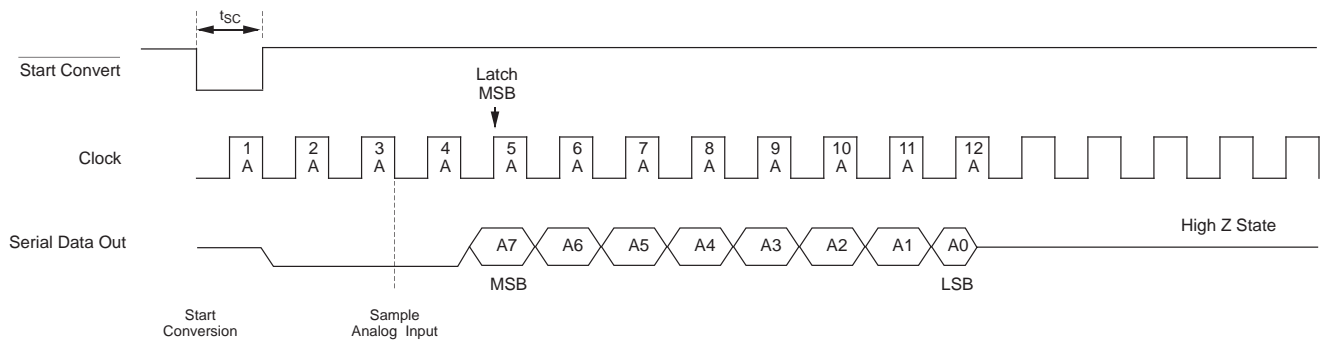 tSC
Start Convert
Latch
MSB
Clock
1 2 3 4 5 6 7 8 9 10 11 12
A A A A A A A A A A A A
High Z State
Serial Data Out
A7 A6 A5 A4 A3 A2 A1 A0
MSB LSB
Start
Conversion
Sample
Analog Input